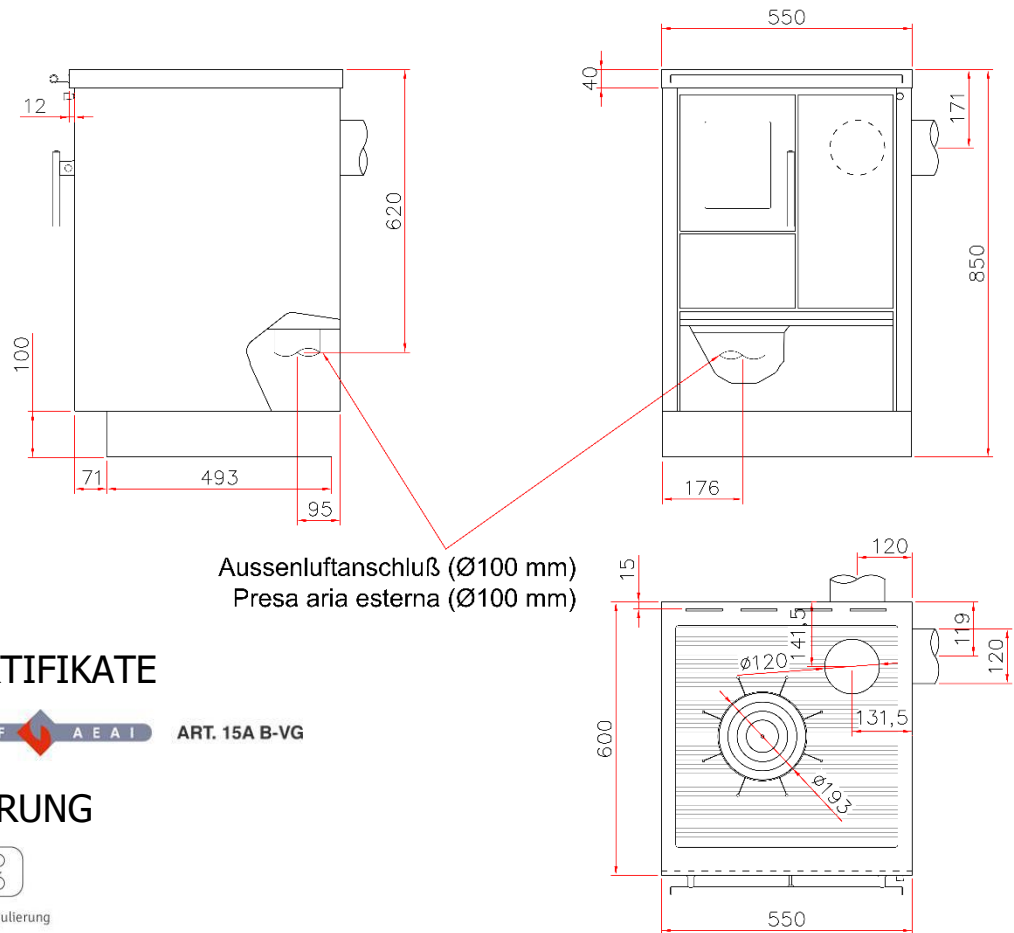 550
40
12
171
620
850
100
71
493
95
176
Aussenluftanschluß (Ø100 mm)
Presa aria esterna (Ø100 mm)
120
15
141,5
119
120
ø120
131,5
600
ø193
550
RTIFIKATE
F AEAI ART. 15A B-VG
RUNG
ulierung